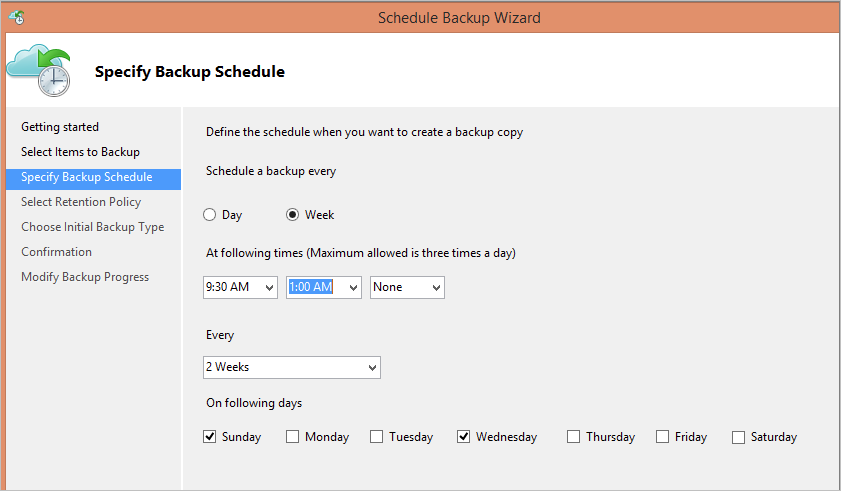 Schedule Backup Wizard
Specify Backup Schedule
Getting started
Select Items to Backup
Specify Backup Schedule
Select Retention Policy
Choose Initial Backup Type
Confirmation
Modify Backup Progress
Define the schedule when you want to create a backup copy
Schedule a backup every
Day Week
At following times (Maximum allowed is three times a day)
9:30 AM 1:00 AM None
Every
2 Weeks
On following days
Sunday Monday Tuesday Wednesday Thursday Friday Saturday